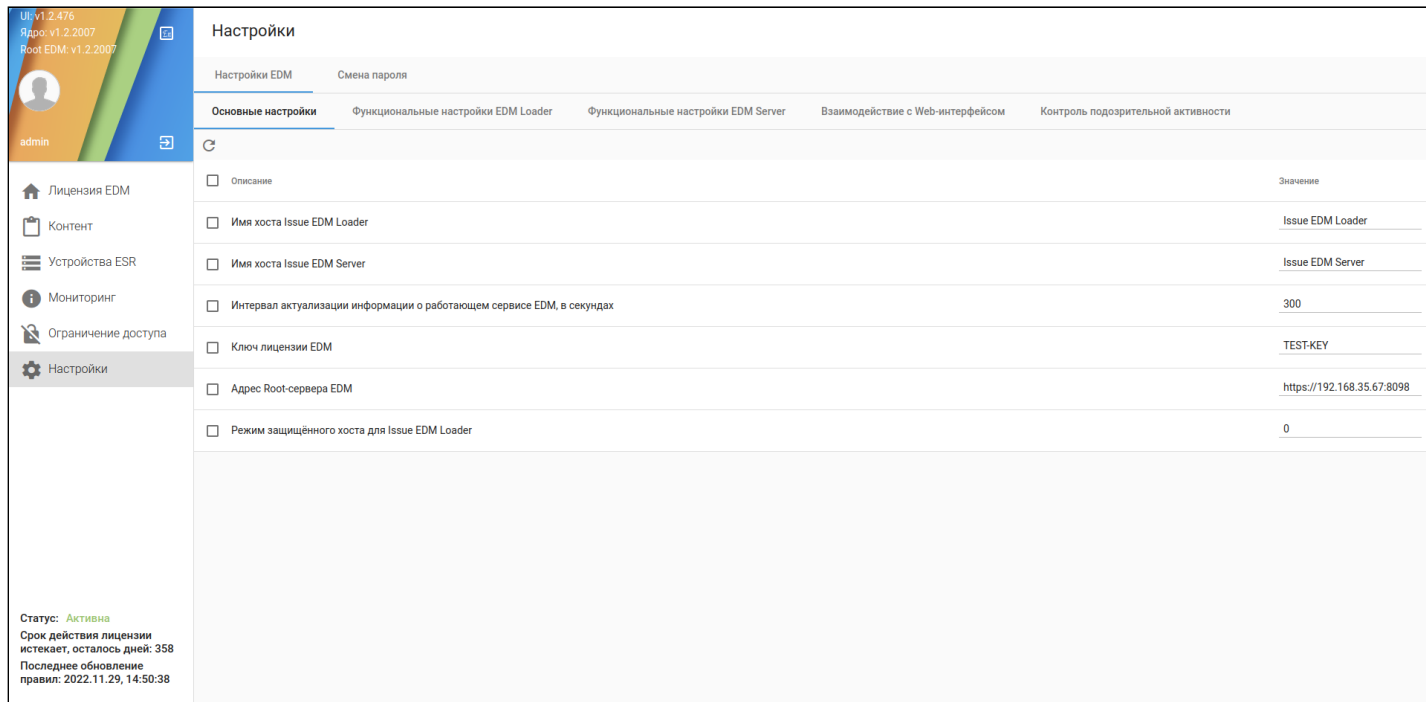 UI: v1.2.476
Ядро: v1.2.2007
Root EDM: v1.2.2007
admin
Лицензия EDM
Контент
Устройства ESR
Мониторинг
Ограничение доступа
Настройки
Статус: Активна
Срок действия лицензии
истекает, осталось дней: 358
Последнее обновление
правил: 2022.11.29, 14:50:38
Настройки
Настройки EDM Смена пароля
Основные настройки Функциональные настройки EDM Loader Функциональные настройки EDM Server Взаимодействие с Web-интерфейсом Контроль подозрительной активности
Описание Значение
Имя хоста Issue EDM Loader Issue EDM Loader
Имя хоста Issue EDM Server Issue EDM Server
Интервал актуализации информации о работающем сервисе EDM, в секундах 300
Ключ лицензии EDM TEST-KEY
Адрес Root-сервера EDM https://192.168.35.67:8098
Режим защищённого хоста для Issue EDM Loader 0